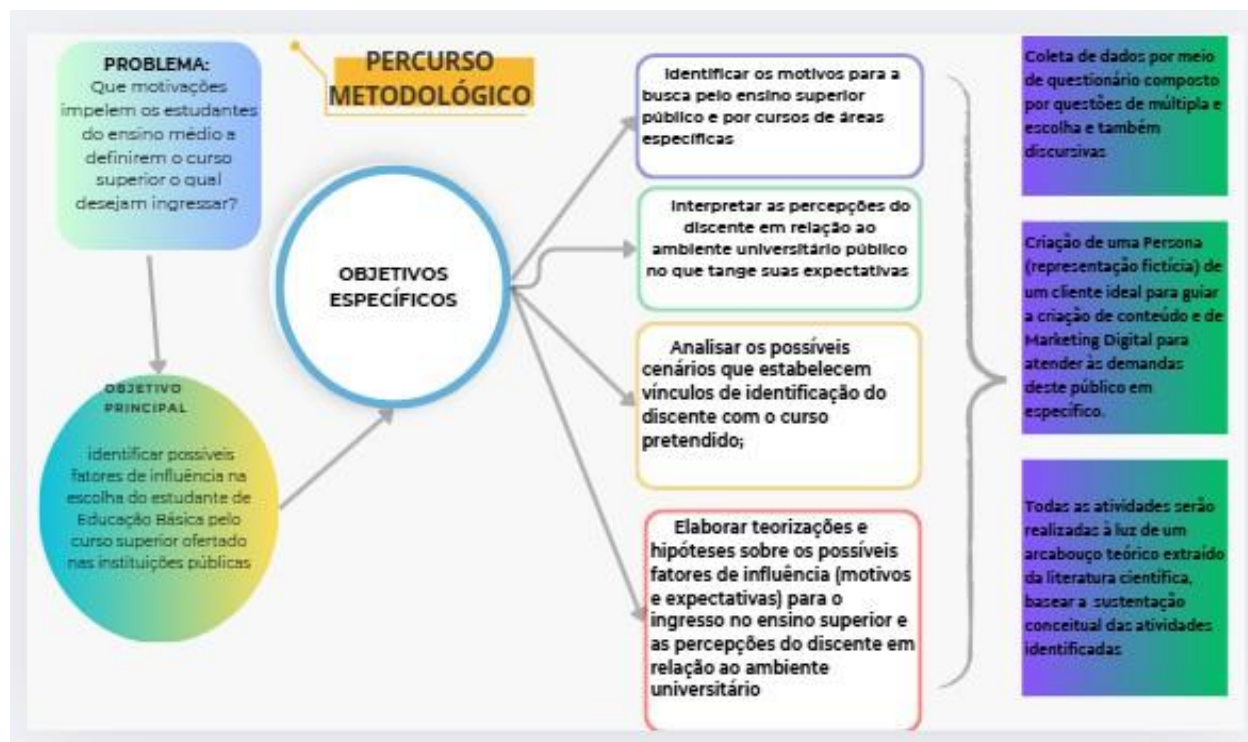 PROBLEMA:
Que motivações
impelem os estudantes
do ensino médio a
definirem o curso
superior o qual
desejam ingressar?
PERCURSO
METODOLÓGICO
OBJETIVO
PRINCIPAL
identificar possíveis
fatores de influência na
escolha do estudante de
Educação Básica pelo
curso superior ofertado
nas instituições públicas
OBJETIVOS
ESPECÍFICOS
Identificar os motivos para a
busca pelo ensino superior
público e por cursos de áreas
específicas
Interpretar as percepções do
discente em relação ao
ambiente universitário público
no que tange suas expectativas
Analisar os possíveis
cenários que estabelecem
vínculos de identificação do
discente com o curso
pretendido;
Elaborar teorizações e
hipóteses sobre os possíveis
fatores de influência (motivos
e expectativas) para o
ingresso no ensino superior e
as percepções do discente em
relação ao ambiente
universitário
Coleta de dados por meio
de questionário composto
por questões de múltipla e
escolha e também
discursivas
Criação de uma Persona
(representação fictícia) de
um cliente ideal para guiar
a criação de conteúdo e de
Marketing Digital para
atender às demandas
deste público em
específico.
Todas as atividades serão
realizadas à luz de um
arcabouço teórico extraído
da literatura científica,
basear a sustentação
conceitual das atividades
identificadas